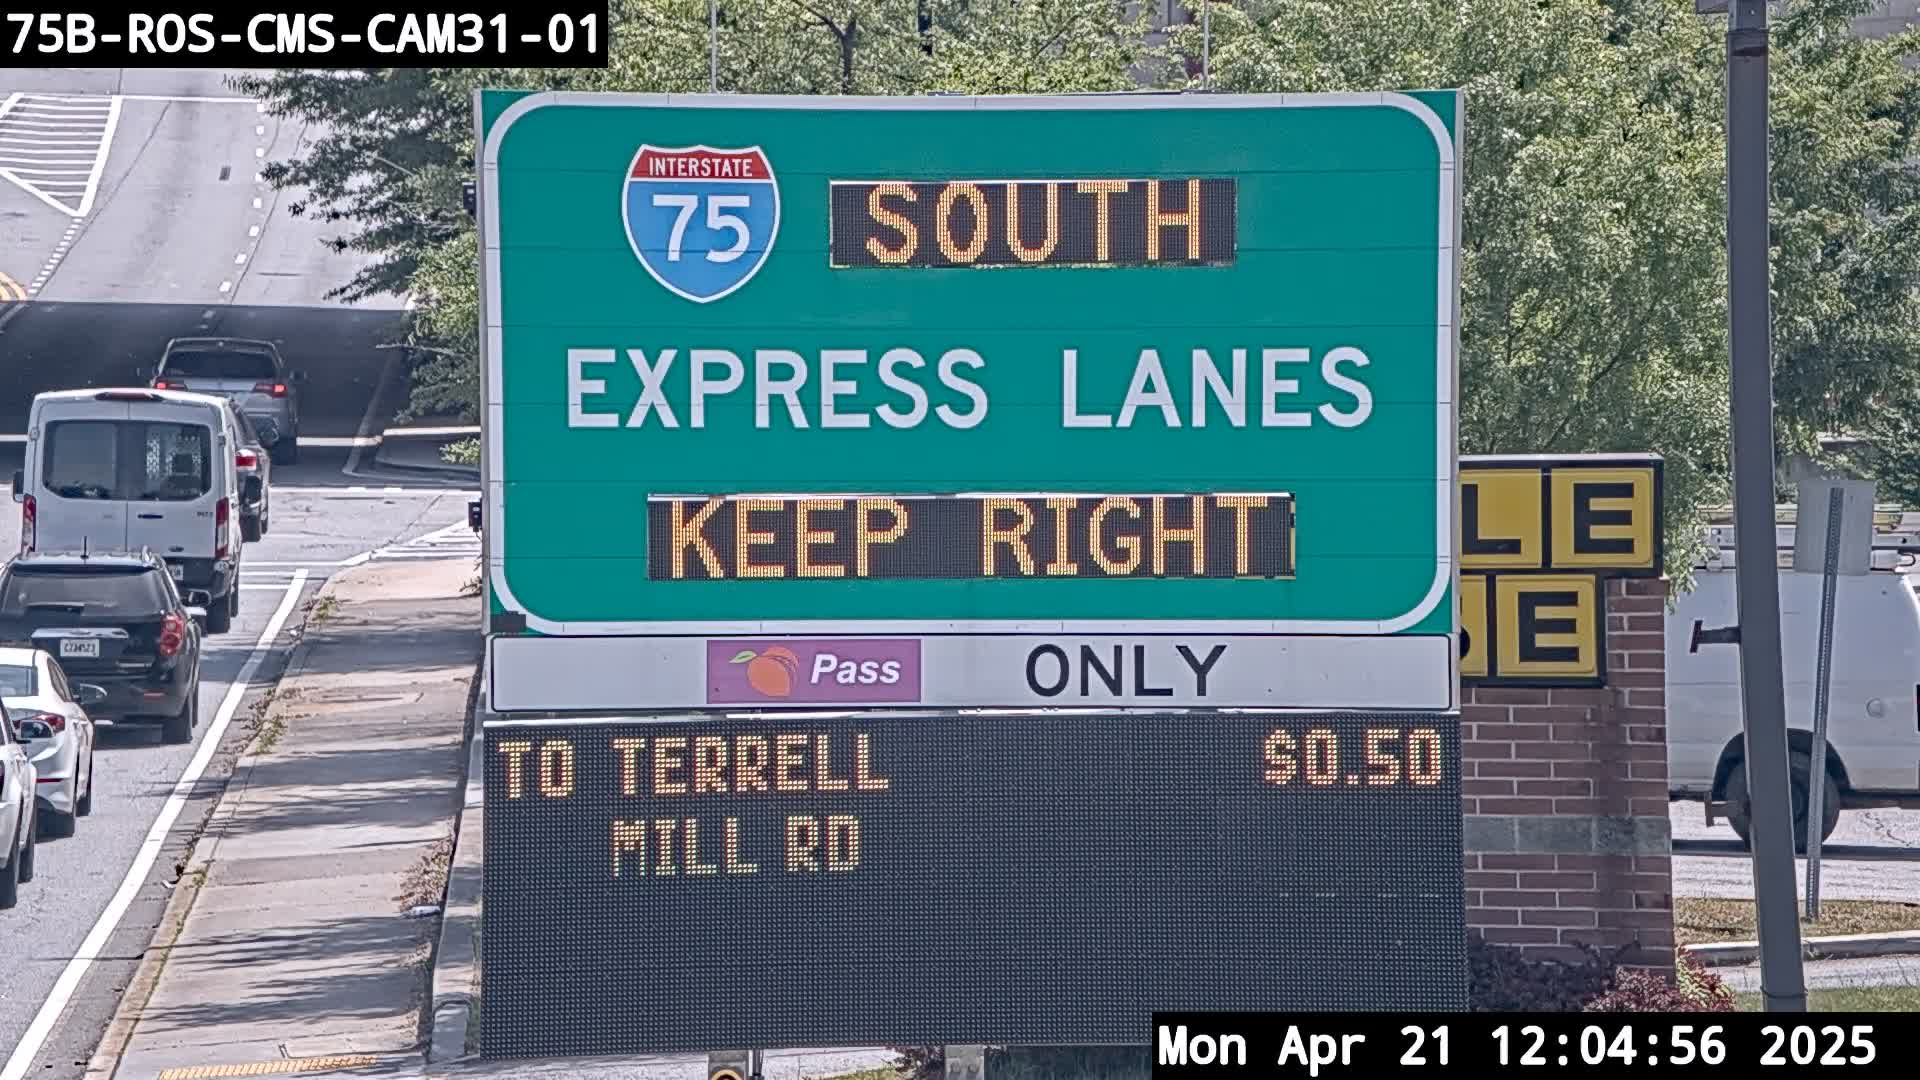 75B-ROS-CMS-CAM31-01
INTERSTATE
75
SOUTH
EXPRESS LANES
KEEP RIGHT
Pass ONLY
TO TERRELL $0.50
MILL RD
LE
E
Mon Apr 21 12:04:56 2025